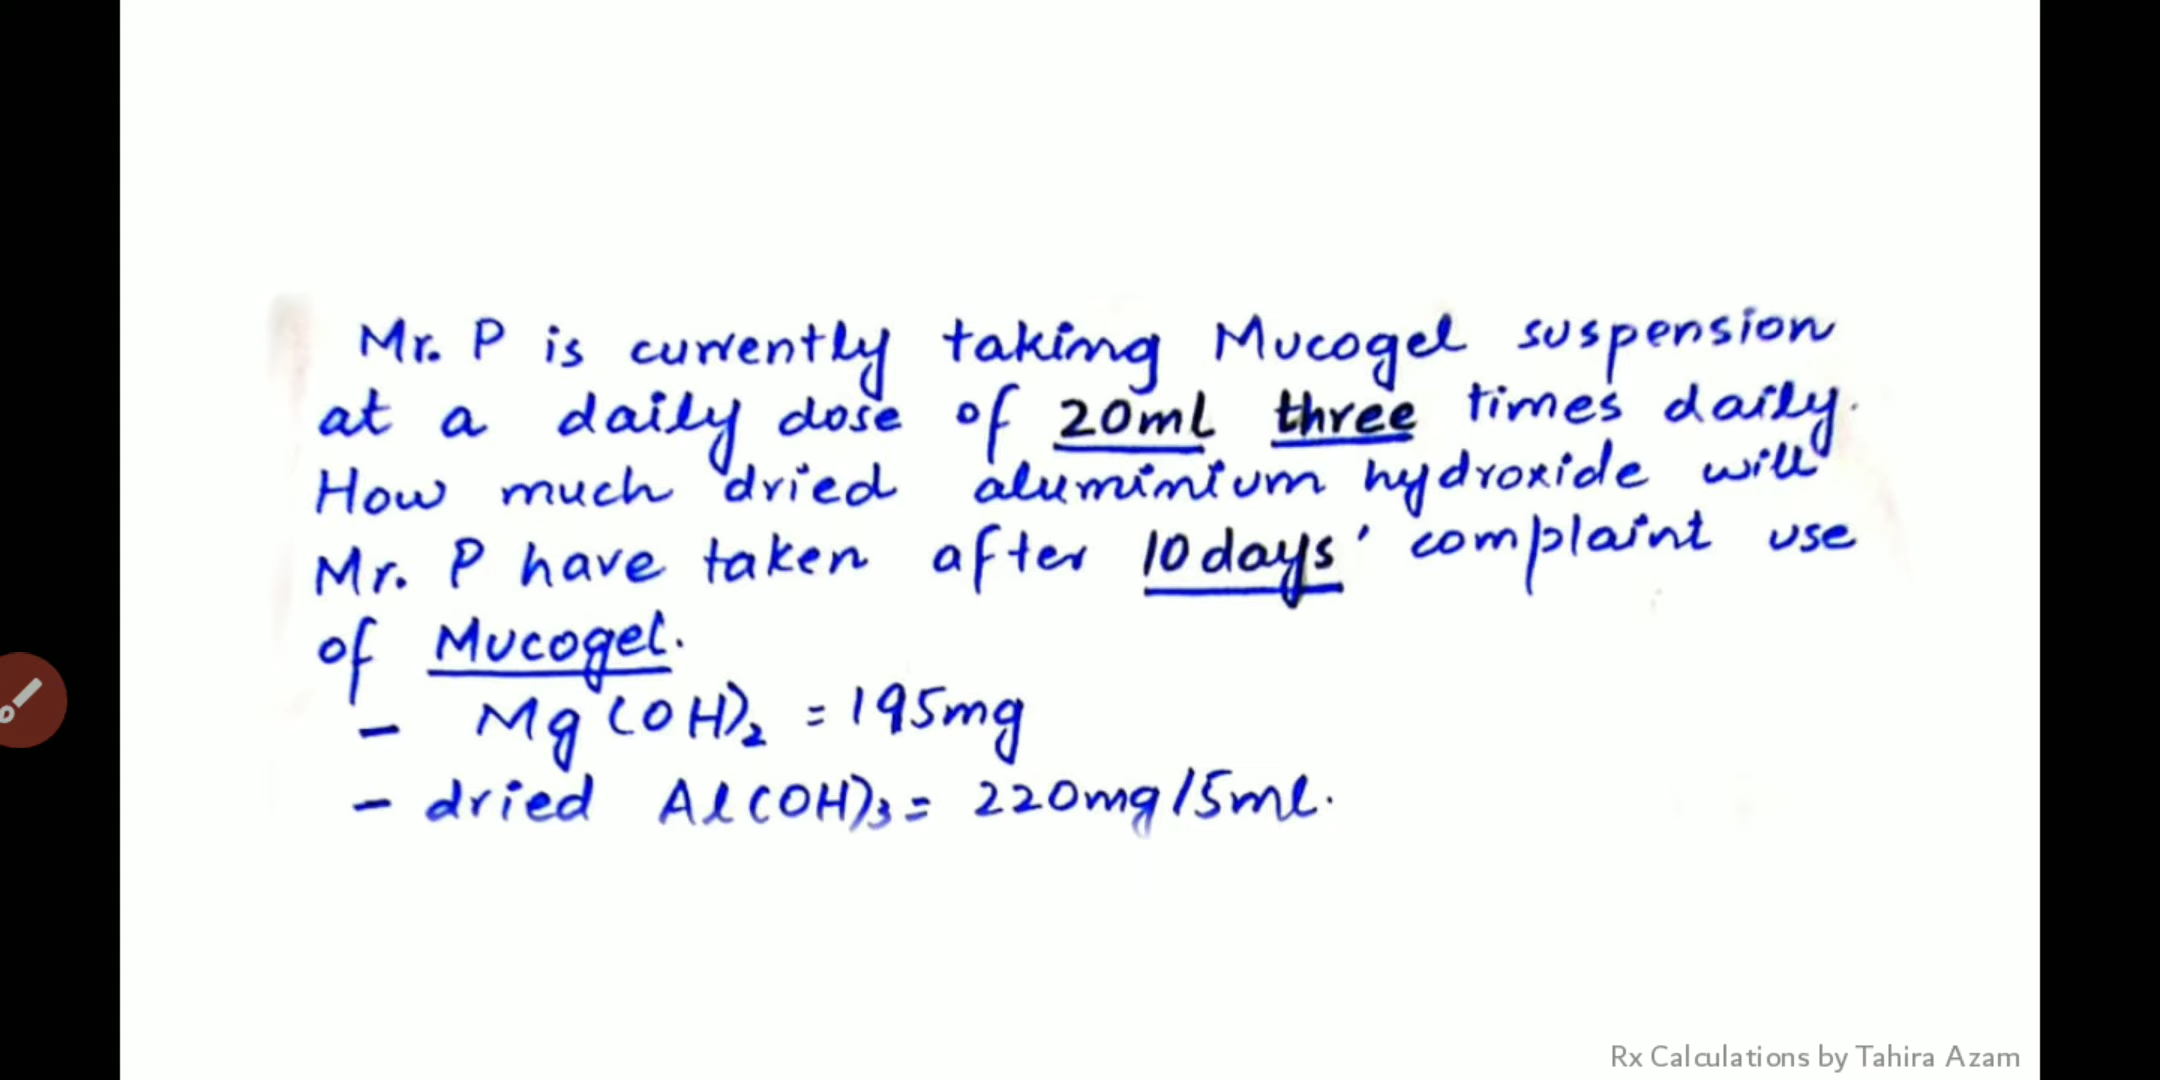 Mr. P is currently taking Mucogel suspension
at a daily dose of 20ml three times daily.
How much dried aluminium hydroxide will
Mr. P have taken after 10 days' complaint use
of Mucogel.
- Mg(OH)₂ = 195mg
- dried Al(OH)₃ = 220mg/5ml.
Rx Calculations by Tahira Azam